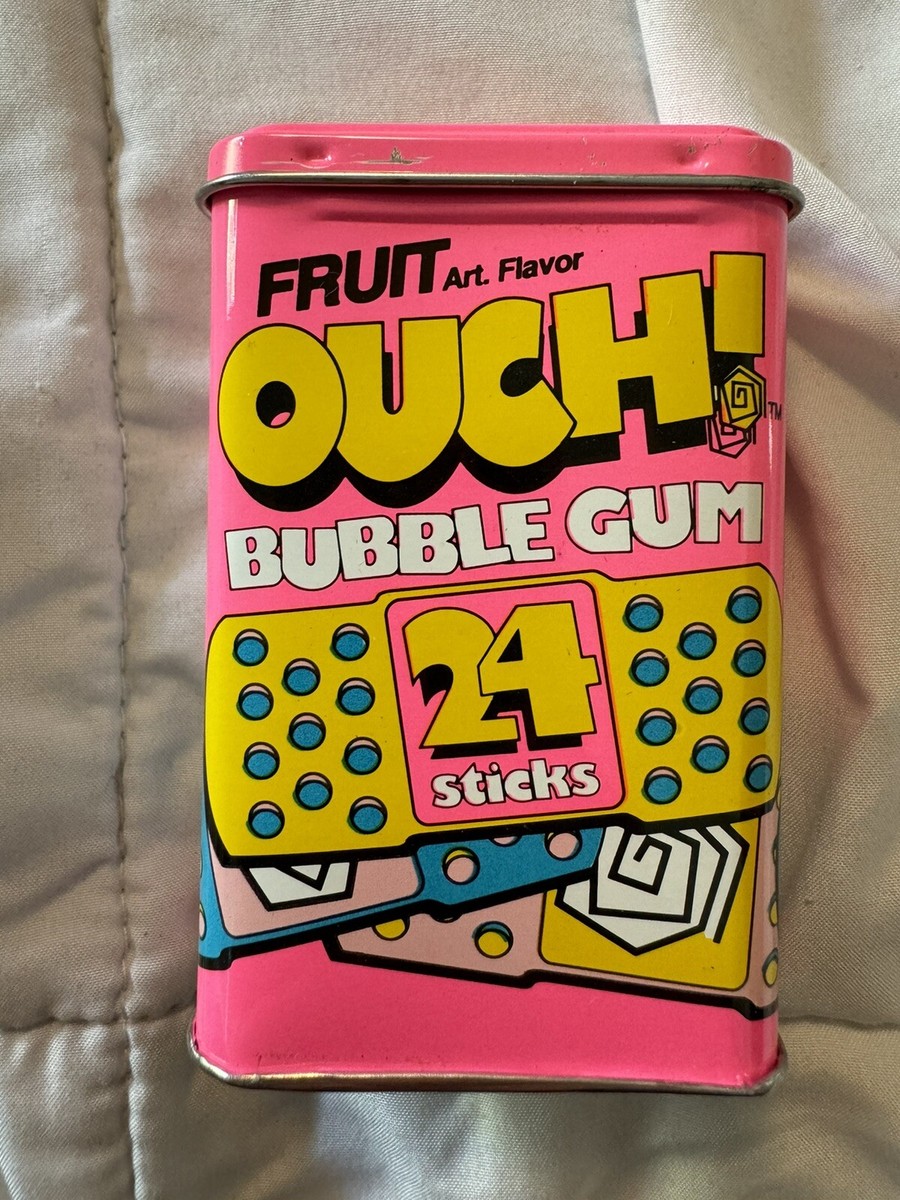 FRUIT Art. Flavor
OUCH!
TM
BUBBLE GUM
24
sticks